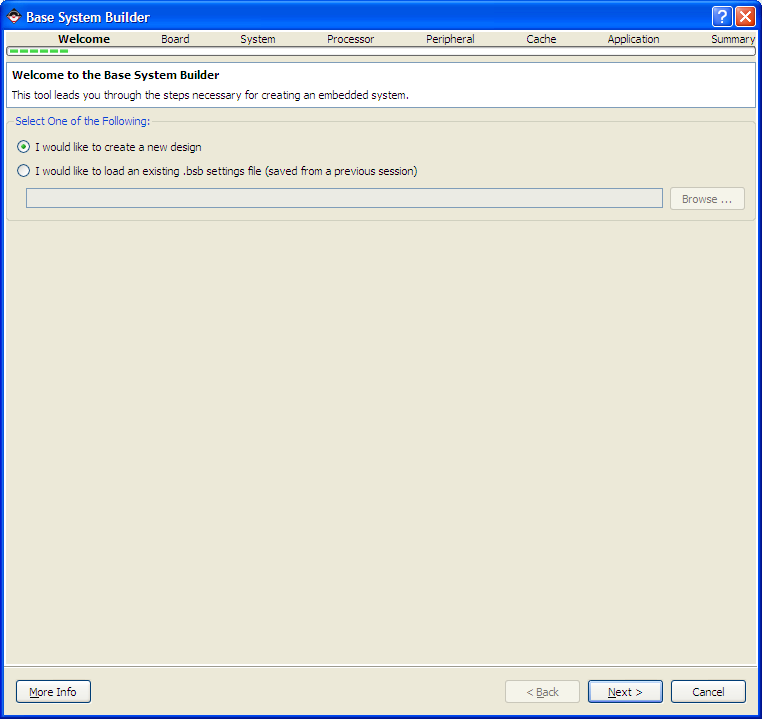 Base System Builder
Welcome Board System Processor Peripheral Cache Application Summary
Welcome to the Base System Builder
This tool leads you through the steps necessary for creating an embedded system.
Select One of the Following:
I would like to create a new design
I would like to load an existing .bsb settings file (saved from a previous session)
Browse ...
More Info < Back Next > Cancel